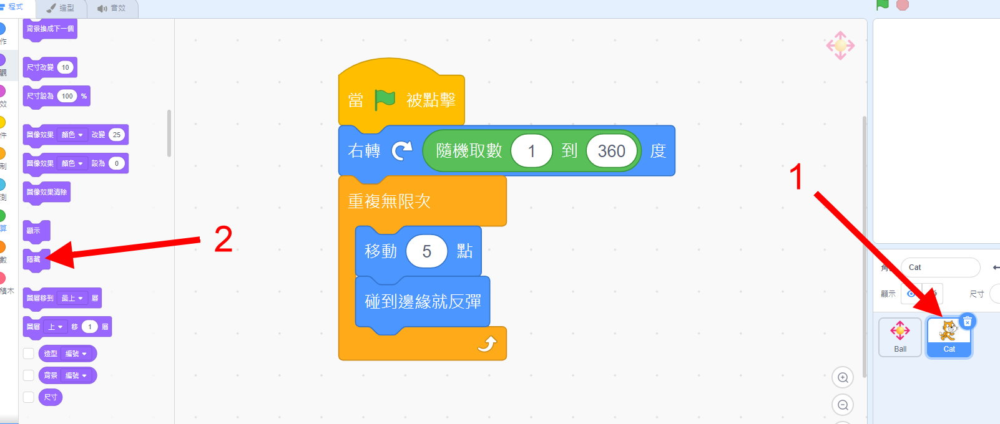 程式
造型
音效
作
觀
效
件
制
測
算
數
積木
背景換成下一個
尺寸改變 10
尺寸設為 100 %
圖像效果 顏色 改變 25
圖像效果 顏色 設為 0
圖像效果清除
顯示
隱藏
圖層移到 最上 層
圖層 上 移 1 層
造型 編號
背景 編號
尺寸
2
當 被點擊
右轉 隨機取數 1 到 360 度
重複無限次
移動 5 點
碰到邊緣就反彈
1
Cat
顯示
尺寸
Ball
Cat